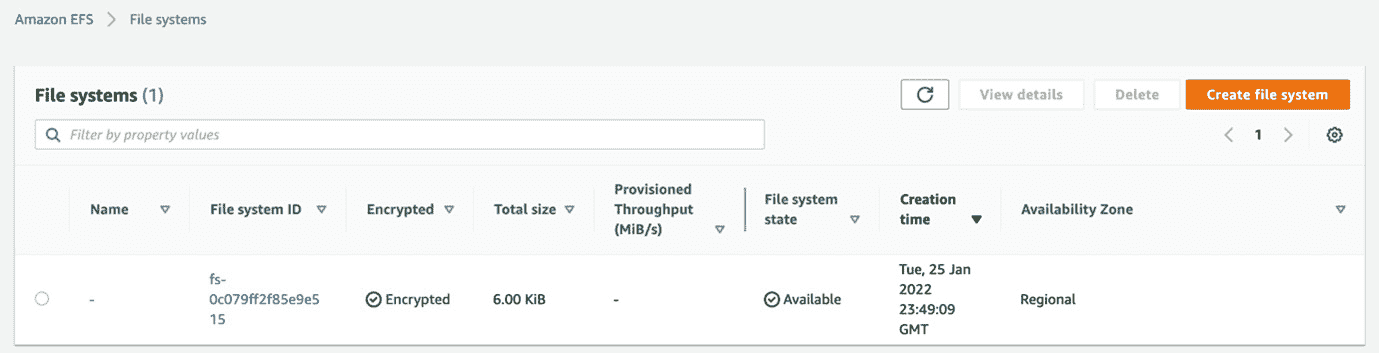 Amazon EFS > File systems
File systems (1)
View details
Delete
Create file system
Filter by property values
1
Name
File system ID
Encrypted
Total size
Provisioned
Throughput
(MiB/s)
File system
state
Creation
time
Availability Zone
-
fs-
0c079ff2f85e9e5
15
Encrypted
6.00 KiB
-
Available
Tue, 25 Jan
2022
23:49:09
GMT
Regional